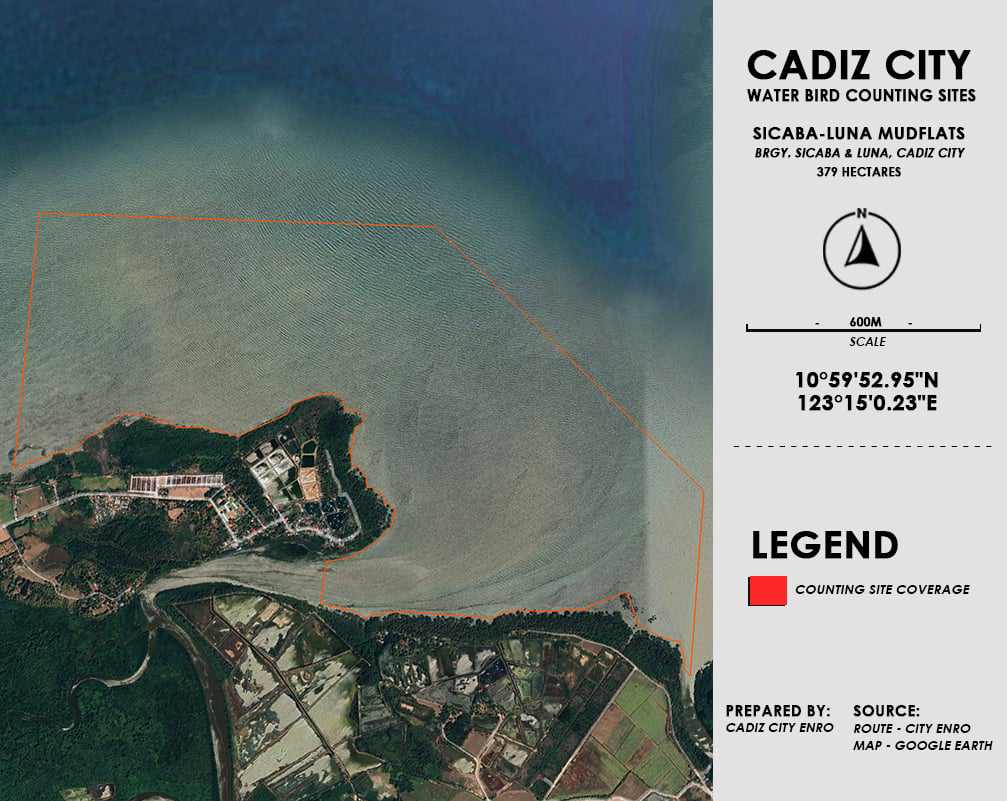 CADIZ CITY
WATER BIRD COUNTING SITES
SICABA-LUNA MUDFLATS
BRGY. SICABA & LUNA, CADIZ CITY
379 HECTARES
N
- 600M -
SCALE
10°59'52.95"N
123°15'0.23"E
LEGEND
COUNTING SITE COVERAGE
PREPARED BY:
CADIZ CITY ENRO
SOURCE:
ROUTE - CITY ENRO
MAP - GOOGLE EARTH